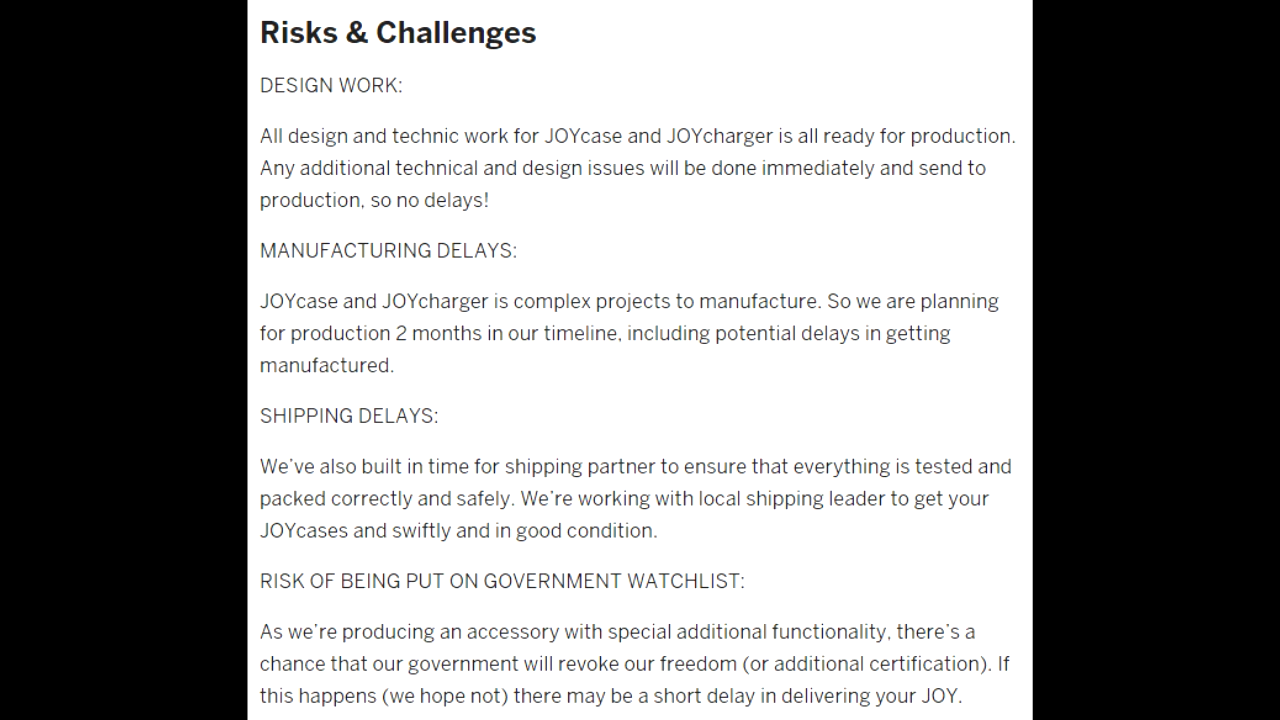 Risks & Challenges
DESIGN WORK:
All design and technic work for JOYcase and JOYcharger is all ready for production.
Any additional technical and design issues will be done immediately and send to
production, so no delays!
MANUFACTURING DELAYS:
JOYcase and JOYcharger is complex projects to manufacture. So we are planning
for production 2 months in our timeline, including potential delays in getting
manufactured.
SHIPPING DELAYS:
We've also built in time for shipping partner to ensure that everything is tested and
packed correctly and safely. We're working with local shipping leader to get your
JOYcases and swiftly and in good condition.
RISK OF BEING PUT ON GOVERNMENT WATCHLIST:
As we're producing an accessory with special additional functionality, there's a
chance that our government will revoke our freedom (or additional certification). If
this happens (we hope not) there may be a short delay in delivering your JOY.